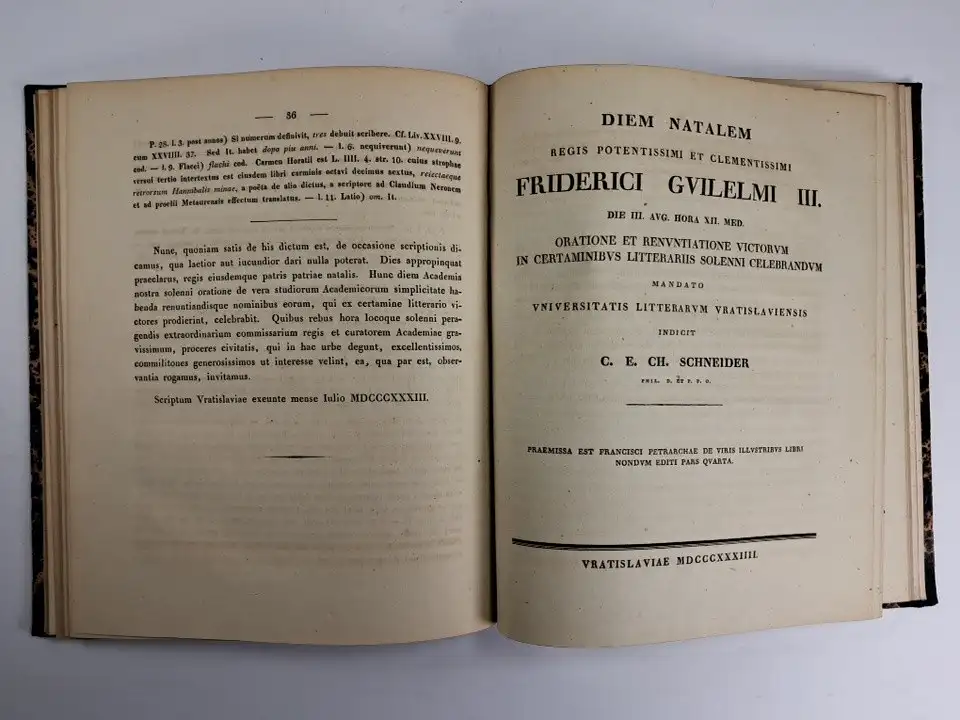 — 36 —
P. 28. l. 3. post annos) Si numerum definivit, tres debuit scribere. Cf. Liv. XXVIII. 9.
cum XXVIIII. 37. Sed It. habet dopo piu anni. — l. 6. nequiverunt) nequeverunt
cod. — l. 9. Flacci) flachi cod. Carmen Horatii est L. IIII. 4. str. 10. cuius strophae
versui tertio intertextus est eiusdem libri carminis octavi decimus sextus, reiectaeque
retrorsum Hannibalis minae, a poëta de alio dictus, a scriptore ad Claudium Neronem
et ad proelii Metaurensis effectum translatus. — l. 11. Latio) om. It.
Nunc, quoniam satis de his dictum est, de occasione scriptionis di-
camus, qua laetior aut iucundior dari nulla poterat. Dies appropinquat
praeclarus, regis eiusdemque patris patriae natalis. Hunc diem Academia
nostra solenni oratione de vera studiorum Academicorum simplicitate ha-
benda renuntiandisque nominibus eorum, qui ex certamine litterario vi-
ctores prodierint, celebrabit. Quibus rebus hora locoque solenni pera-
gendis extraordinarium commissarium regis et curatorem Academiae gra-
vissimum, proceres civitatis, qui in hac urbe degunt, excellentissimos,
commilitones generosissimos ut interesse velint, ea, qua par est, obser-
vantia rogamus, invitamus.
Scriptum Vratislaviae exeunte mense Iulio MDCCCXXXIII.
DIEM NATALEM
REGIS POTENTISSIMI ET CLEMENTISSIMI
FRIDERICI GVILELMI III.
DIE III. AVG. HORA XII. MED.
ORATIONE ET RENVNTIATIONE VICTORVM
IN CERTAMINIBVS LITTERARIIS SOLENNI CELEBRANDVM
MANDATO
VNIVERSITATIS LITTERARVM VRATISLAVIENSIS
INDICIT
C. E. CH. SCHNEIDER
PHIL. D. ET P. P. O.
PRAEMISSA EST FRANCISCI PETRARCHAE DE VIRIS ILLVSTRIBVS LIBRI
NONDVM EDITI PARS QVARTA.
VRATISLAVIAE MDCCCXXXIIII.